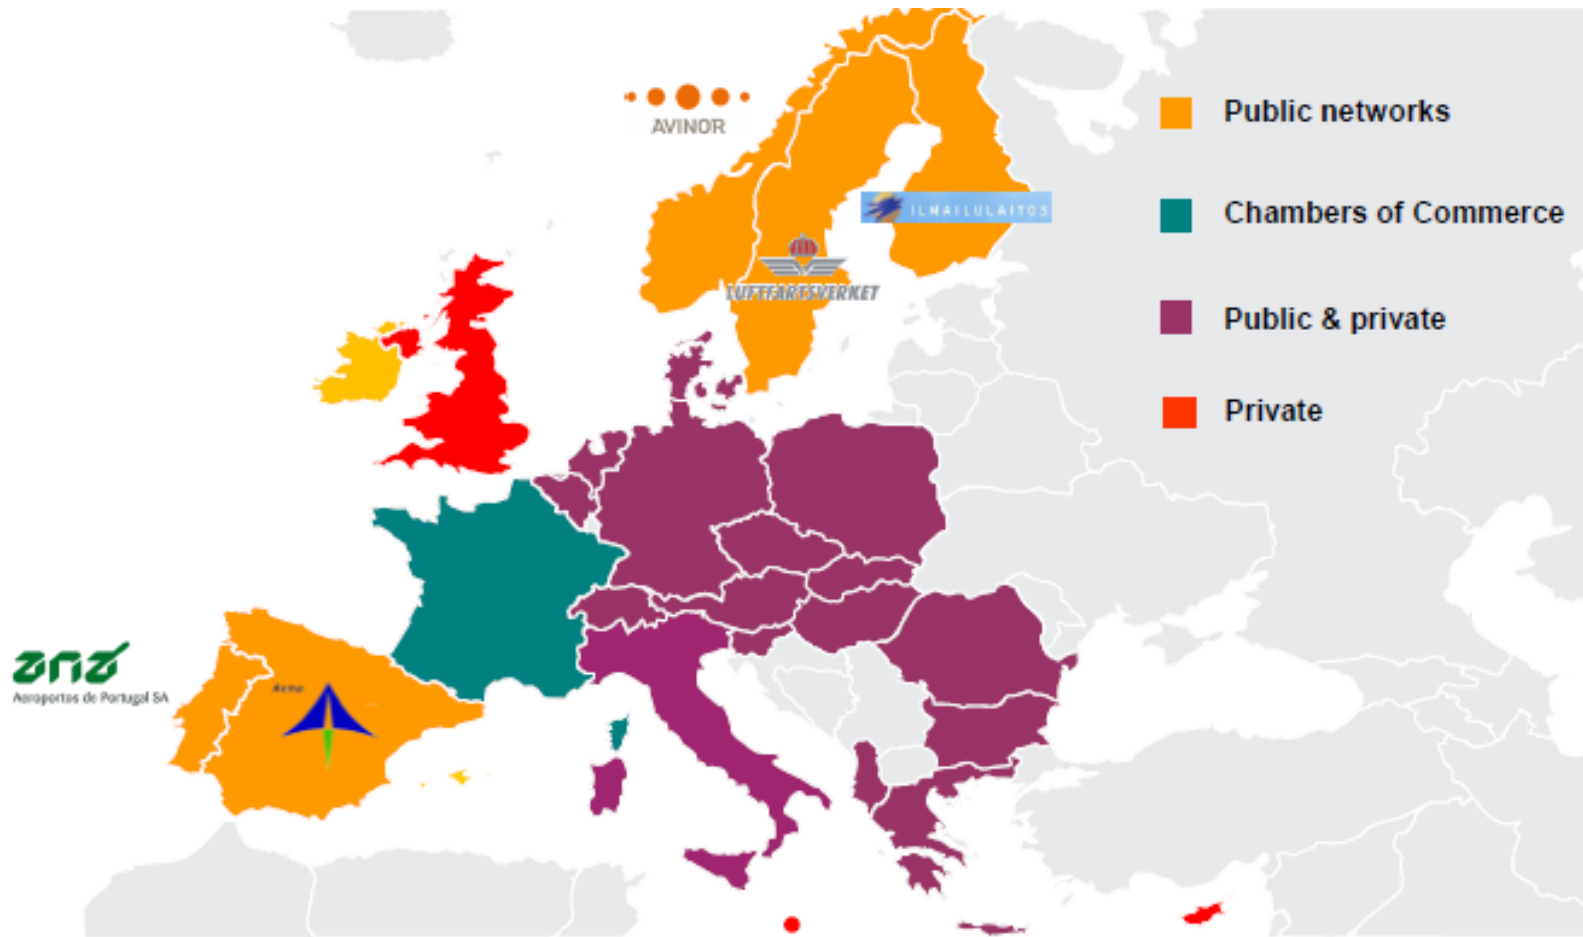 AVINOR
Public networks
Chambers of Commerce
ILMAILULAITOS
LUFTFARTSVERKET
Public & private
Private
ana
Aeroportos de Portugal SA
Aena